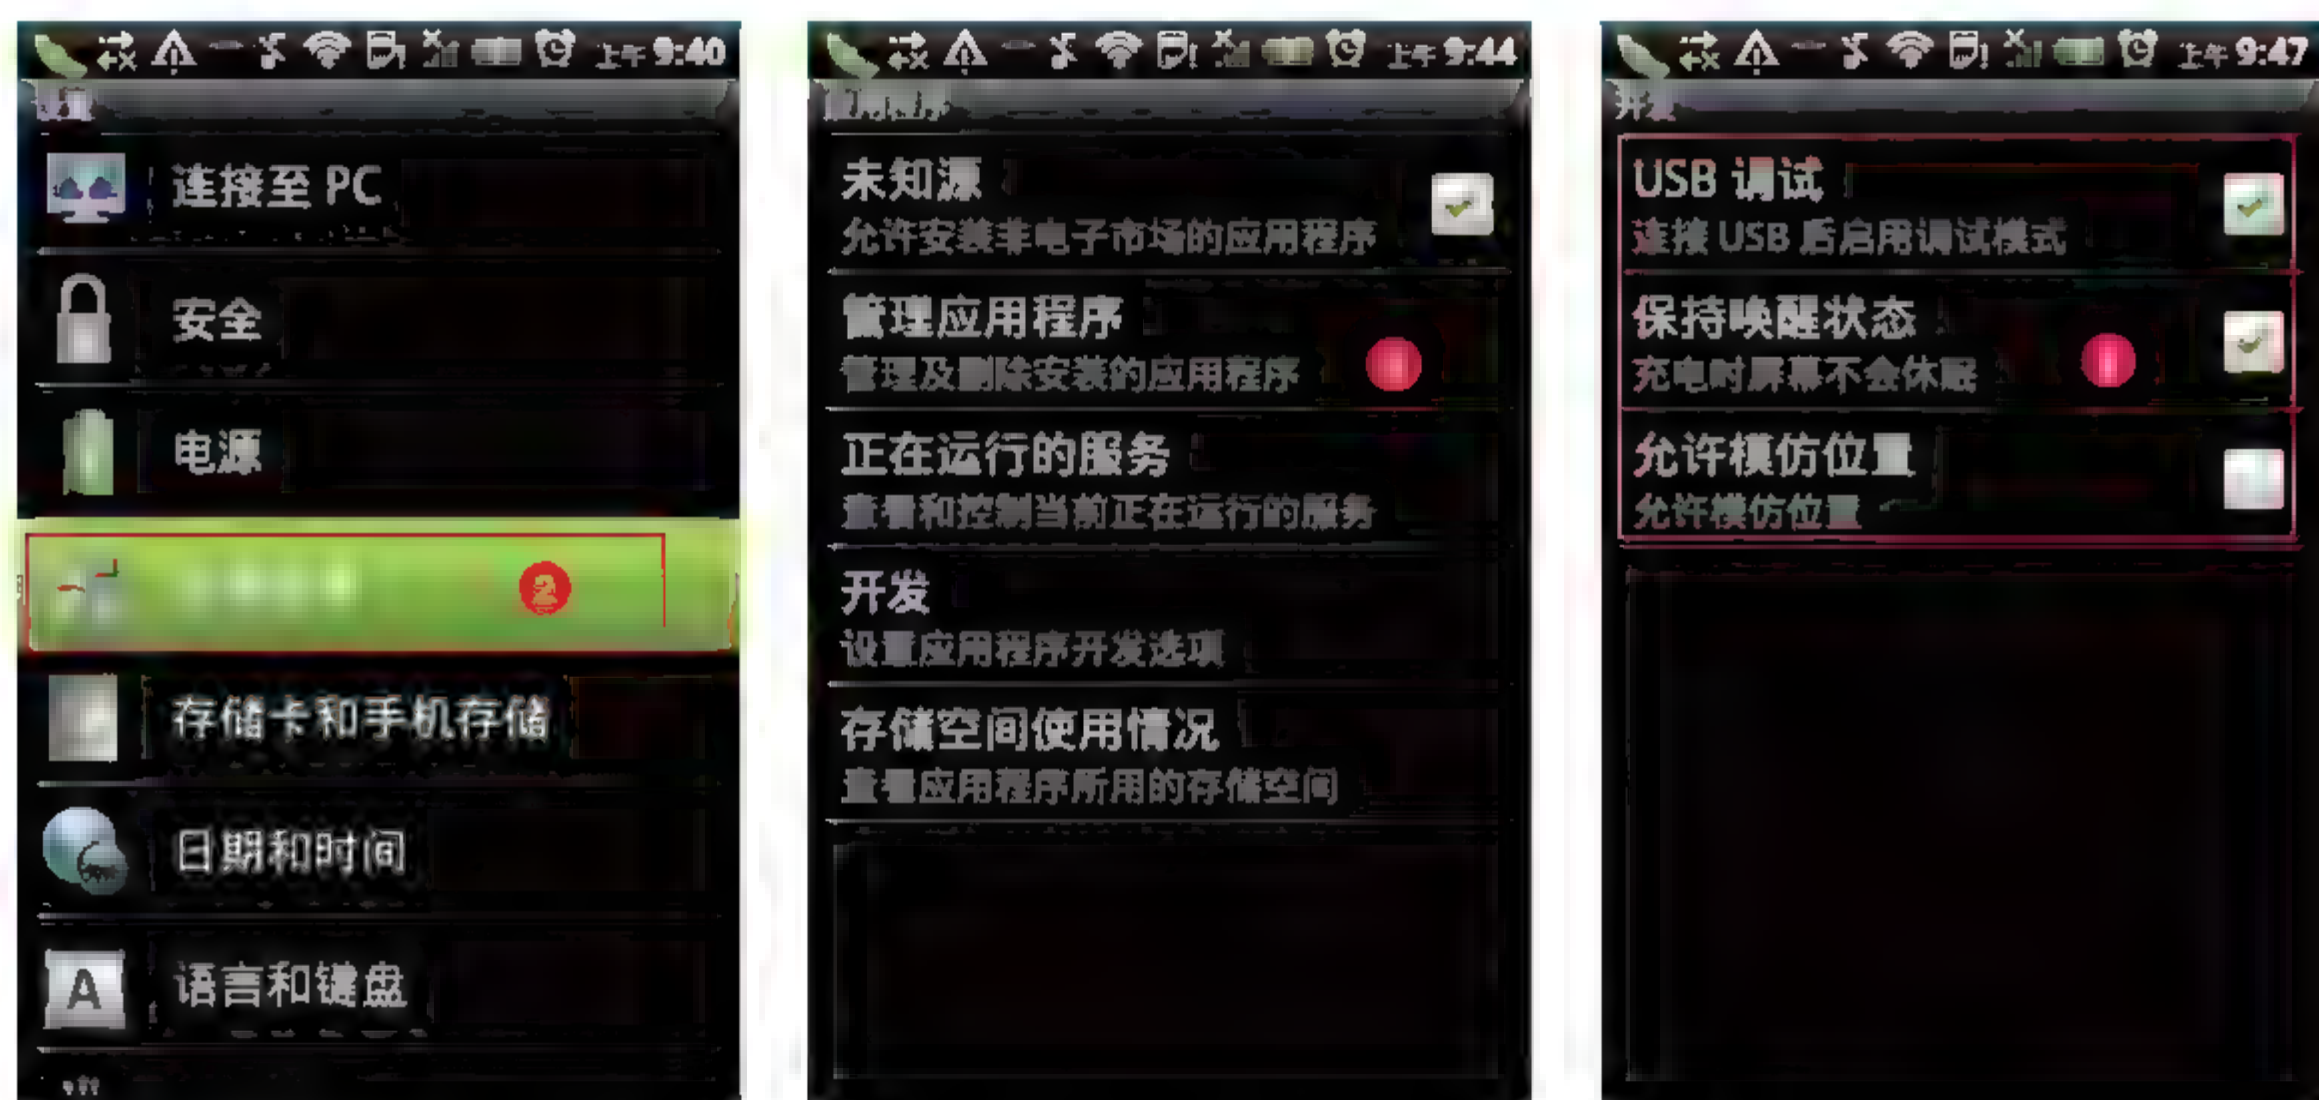 上午 9:40
连接至 PC
安全
电源
2
存储卡和手机存储
日期和时间
A 语言和键盘
上午 9:44
未知源
允许安装非电子市场的应用程序
管理应用程序
管理及删除安装的应用程序
正在运行的服务
查看和控制当前正在运行的服务
开发
设置应用程序开发选项
存储空间使用情况
查看应用程序所用的存储空间
上午 9:47
开发
USB 调试
连接 USB 后启用调试模式
保持唤醒状态
充电时屏幕不会休眠
允许模仿位置
允许模仿位置